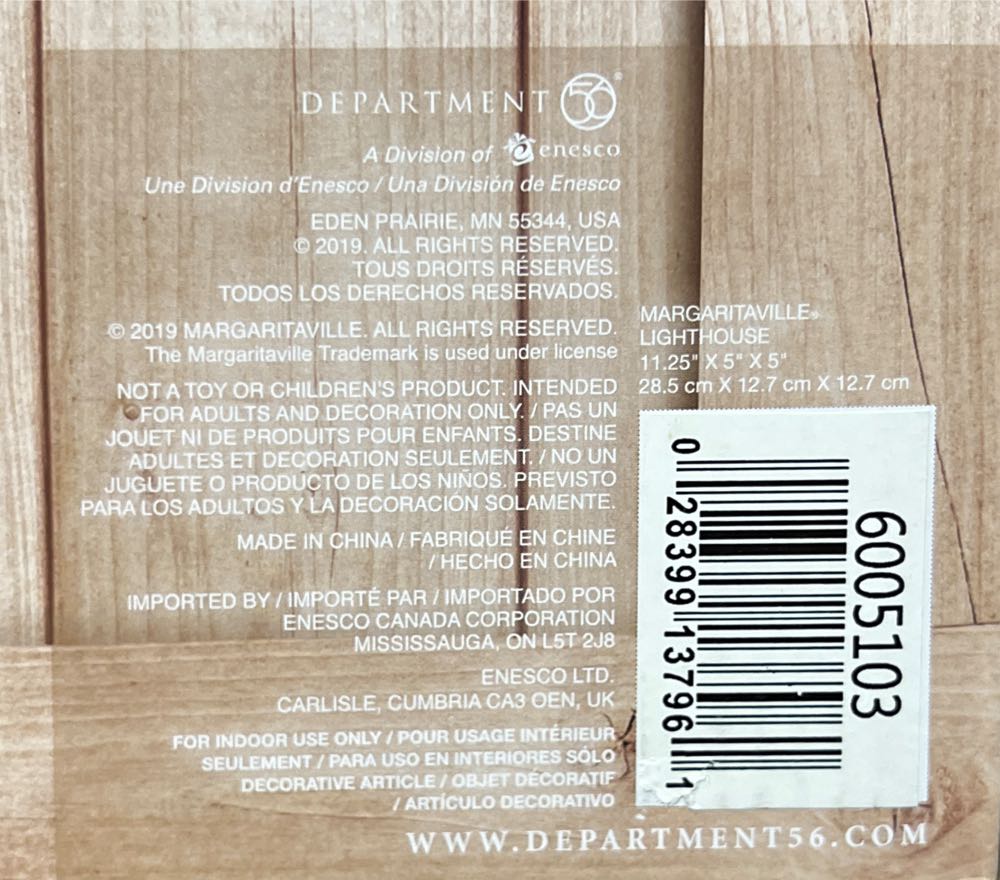 DEPARTMENT 56®
A Division of enesco
Une Division d'Enesco / Una División de Enesco
EDEN PRAIRIE, MN 55344, USA
© 2019. ALL RIGHTS RESERVED.
TOUS DROITS RÉSERVÉS.
TODOS LOS DERECHOS RESERVADOS.
© 2019 MARGARITAVILLE. ALL RIGHTS RESERVED.
The Margaritaville Trademark is used under license
NOT A TOY OR CHILDREN'S PRODUCT. INTENDED
FOR ADULTS AND DECORATION ONLY. / PAS UN
JOUET NI DE PRODUITS POUR ENFANTS. DESTINE
ADULTES ET DECORATION SEULEMENT. / NO UN
JUGUETE O PRODUCTO DE LOS NIÑOS. PREVISTO
PARA LOS ADULTOS Y LA DECORACIÓN SOLAMENTE.
MADE IN CHINA / FABRIQUÉ EN CHINE
/ HECHO EN CHINA
IMPORTED BY / IMPORTÉ PAR / IMPORTADO POR
ENESCO CANADA CORPORATION
MISSISSAUGA, ON L5T 2J8
ENESCO LTD.
CARLISLE, CUMBRIA CA3 OEN, UK
FOR INDOOR USE ONLY / POUR USAGE INTÉRIEUR
SEULEMENT / PARA USO EN INTERIORES SÓLO
DECORATIVE ARTICLE / OBJET DÉCORATIF
/ ARTÍCULO DECORATIVO
MARGARITAVILLE®
LIGHTHOUSE
11.25" X 5" X 5"
28.5 cm X 12.7 cm X 12.7 cm
6005103
0 28399 13796 1
WWW.DEPARTMENT56.COM